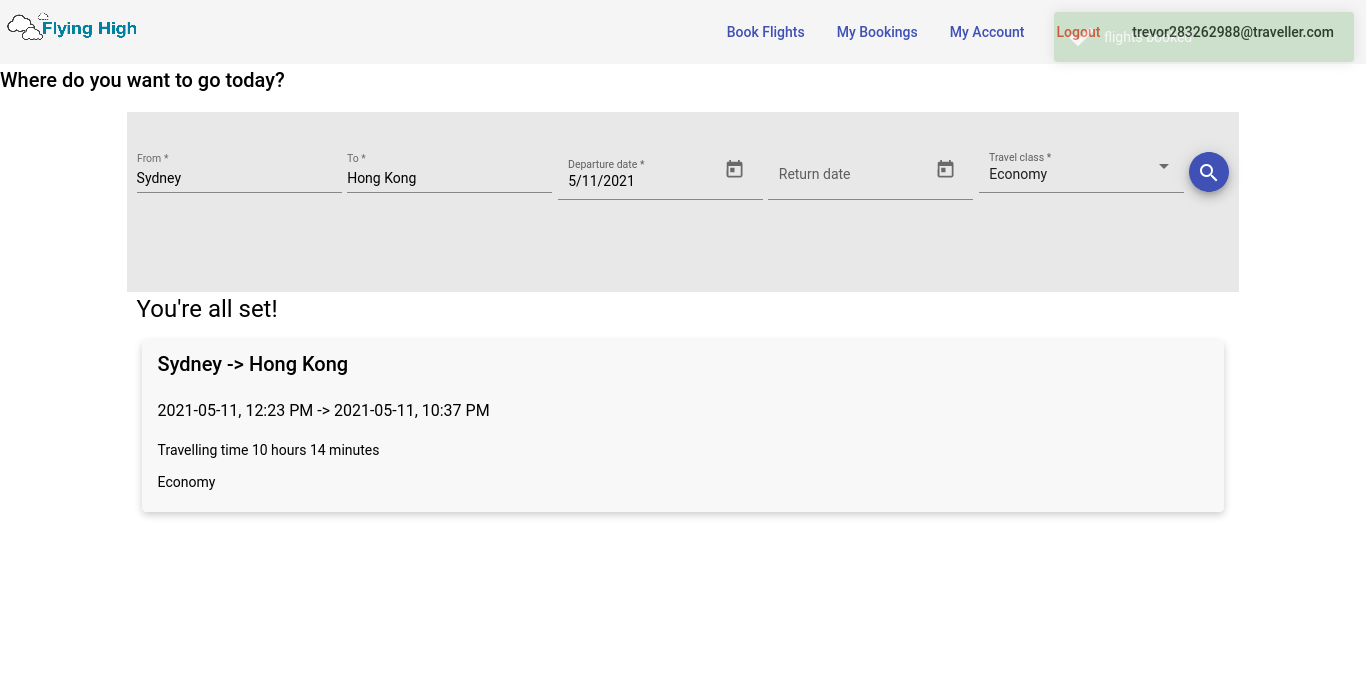 Flying High
Book Flights
My Bookings
My Account
Logout
trevor283262988@traveller.com
flights booked
Where do you want to go today?
From *
Sydney
To *
Hong Kong
Departure date *
5/11/2021
Return date
Travel class *
Economy
You're all set!
Sydney -> Hong Kong
2021-05-11, 12:23 PM -> 2021-05-11, 10:37 PM
Travelling time 10 hours 14 minutes
Economy